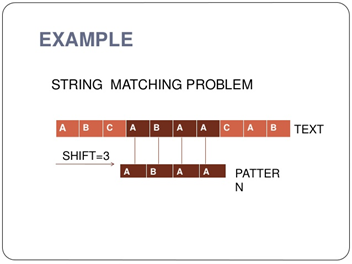 EXAMPLE
STRING MATCHING PROBLEM
A B C A B A A C A B TEXT
SHIFT=3
A B A A PATTER
N